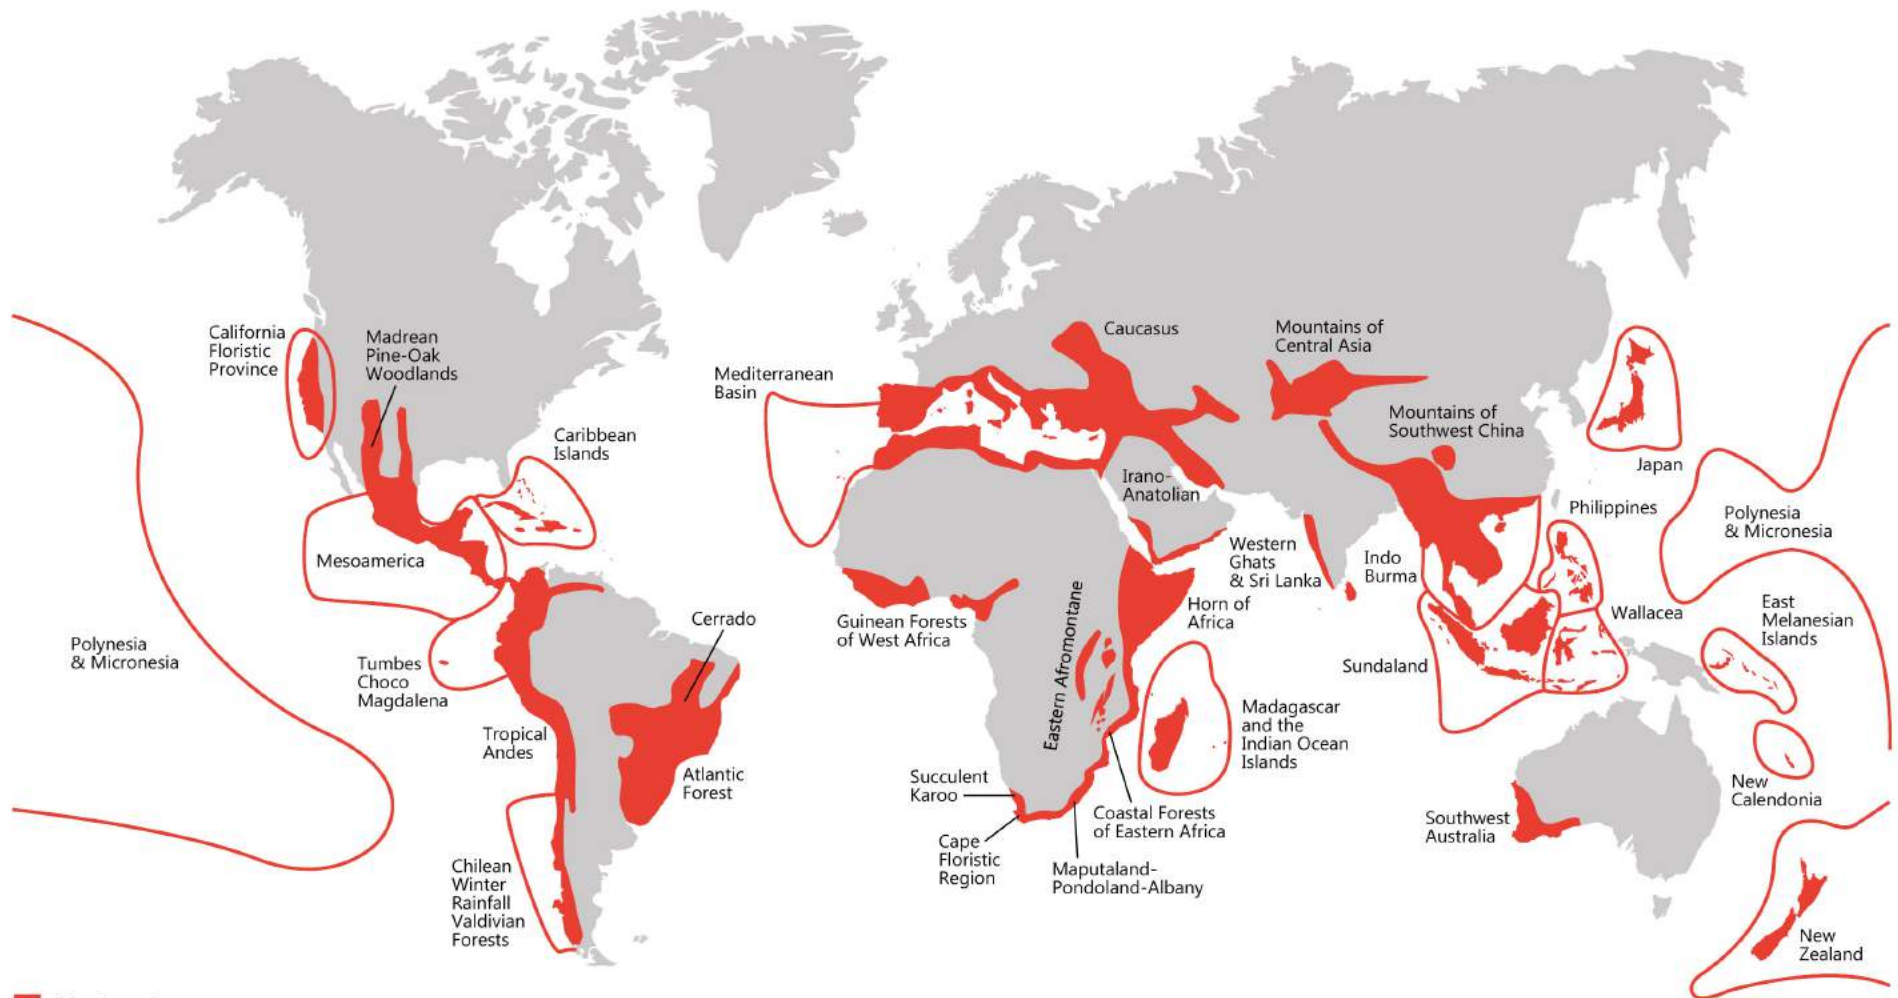 California
Floristic
Province
Madrean
Pine-Oak
Woodlands
Caribbean
Islands
Mesoamerica
Polynesia
& Micronesia
Tumbes
Choco
Magdalena
Cerrado
Tropical
Andes
Atlantic
Forest
Chilean
Winter
Rainfall
Valdivian
Forests
Mediterranean
Basin
Caucasus
Mountains of
Central Asia
Mountains of
Southwest China
Japan
Irano-
Anatolian
Philippines
Polynesia
& Micronesia
Western
Ghats
& Sri Lanka
Indo
Burma
Guinean Forests
of West Africa
Eastern Afromontane
Horn of
Africa
Wallacea
East
Melanesian
Islands
Sundaland
Madagascar
and the
Indian Ocean
Islands
Succulent
Karoo
Cape
Floristic
Region
Coastal Forests
of Eastern Africa
Maputaland-
Pondoland-Albany
Southwest
Australia
New
Calendonia
New
Zealand